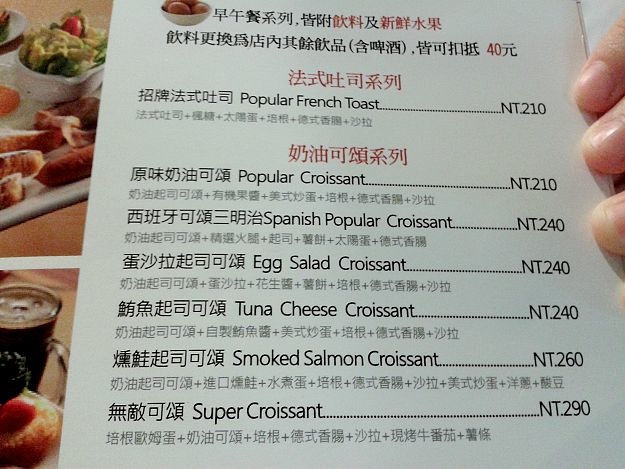 早午餐系列,皆附飲料及新鮮水果
飲料更換為店內其餘飲品(含啤酒),皆可扣抵 40元
法式吐司系列
招牌法式吐司 Popular French Toast NT.210
法式吐司+楓糖+太陽蛋+培根+德式香腸+沙拉
奶油可頌系列
原味奶油可頌 Popular Croissant NT.210
奶油起司可頌+有機果醬+美式炒蛋+培根+德式香腸+沙拉
西班牙可頌三明治Spanish Popular Croissant NT.240
奶油起司可頌+精選火腿+起司+薯餅+太陽蛋+德式香腸
蛋沙拉起司可頌 Egg Salad Croissant NT.240
奶油起司可頌+蛋沙拉+花生醬+薯餅+培根+德式香腸+沙拉
鮪魚起司可頌 Tuna Cheese Croissant NT.240
奶油起司可頌+自製鮪魚醬+美式炒蛋+培根+德式香腸+沙拉
燻鮭起司可頌 Smoked Salmon Croissant NT.260
奶油起司可頌+進口燻鮭+水煮蛋+培根+德式香腸+沙拉+美式炒蛋+洋蔥+酸豆
無敵可頌 Super Croissant NT.290
培根歐姆蛋+奶油可頌+培根+德式香腸+沙拉+現烤牛番茄+薯條